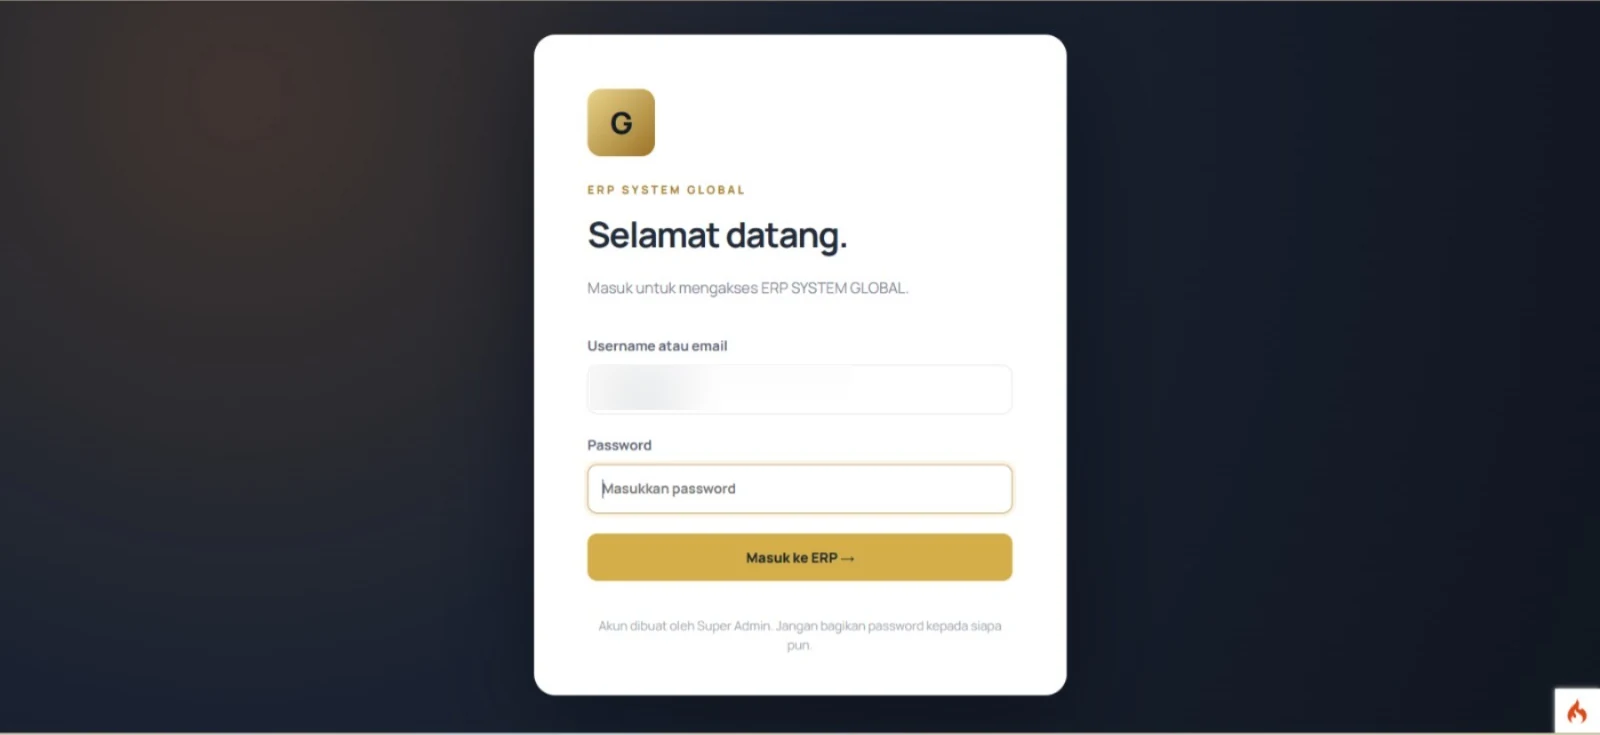 G
ERP SYSTEM GLOBAL
Selamat datang.
Masuk untuk mengakses ERP SYSTEM GLOBAL.
Username atau email
Password
Masukkan password
Masuk ke ERP →
Akun dibuat oleh Super Admin. Jangan bagikan password kepada siapa
pun.